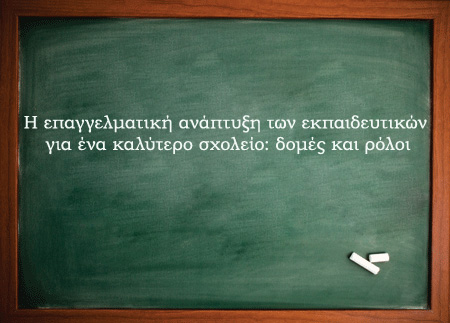 Η επαγγελματική ανάπτυξη των εκπαιδευτικών
για ένα καλύτερο σχολείο: δομές και ρόλοι